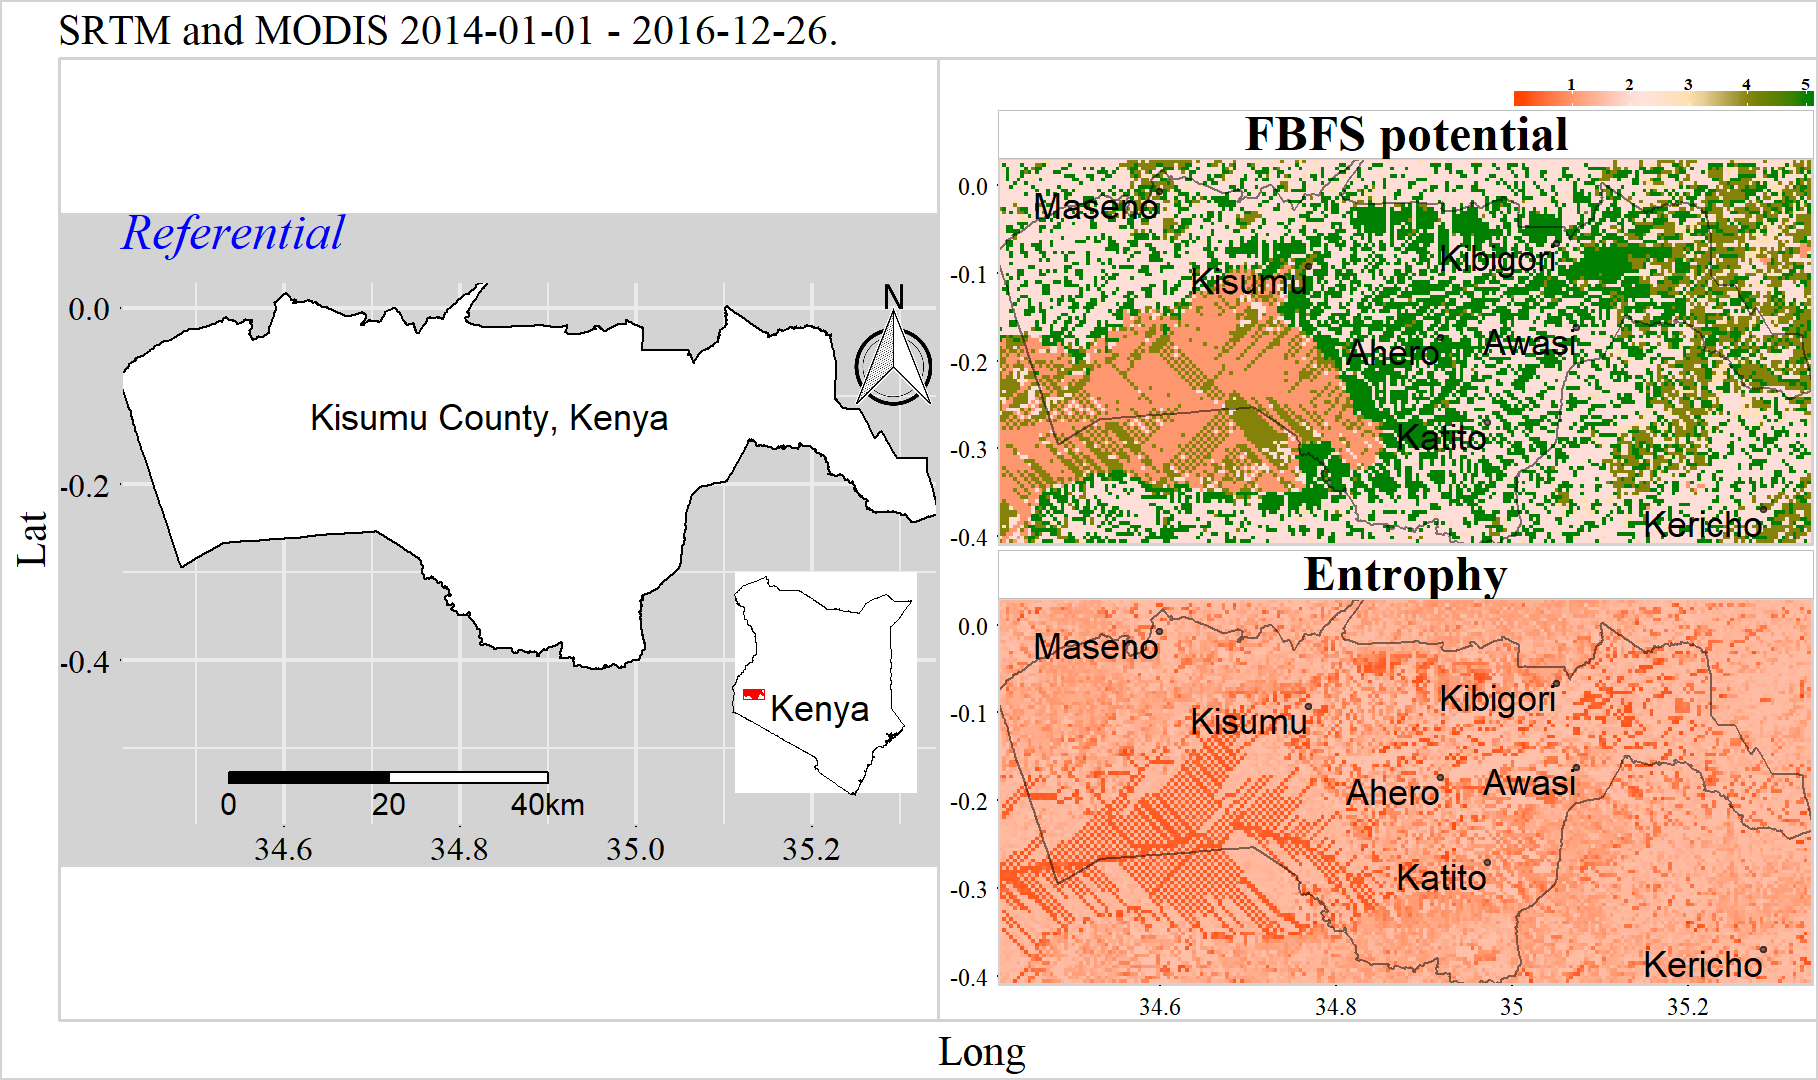 SRTM and MODIS 2014-01-01 - 2016-12-26.
Referential
N
0.0
-0.2
-0.4
Kisumu County, Kenya
Kenya
0 20 40km
34.6 34.8 35.0 35.2
Lat
1 2 3 4 5
FBFS potential
0.0
-0.1
-0.2
-0.3
-0.4
Maseno
Kibigori
Kisumu
Awasi
Ahero
Katito
Kericho
Entrophy
0.0
-0.1
-0.2
-0.3
-0.4
Maseno
Kibigori
Kisumu
Awasi
Ahero
Katito
Kericho
34.6 34.8 35 35.2
Long